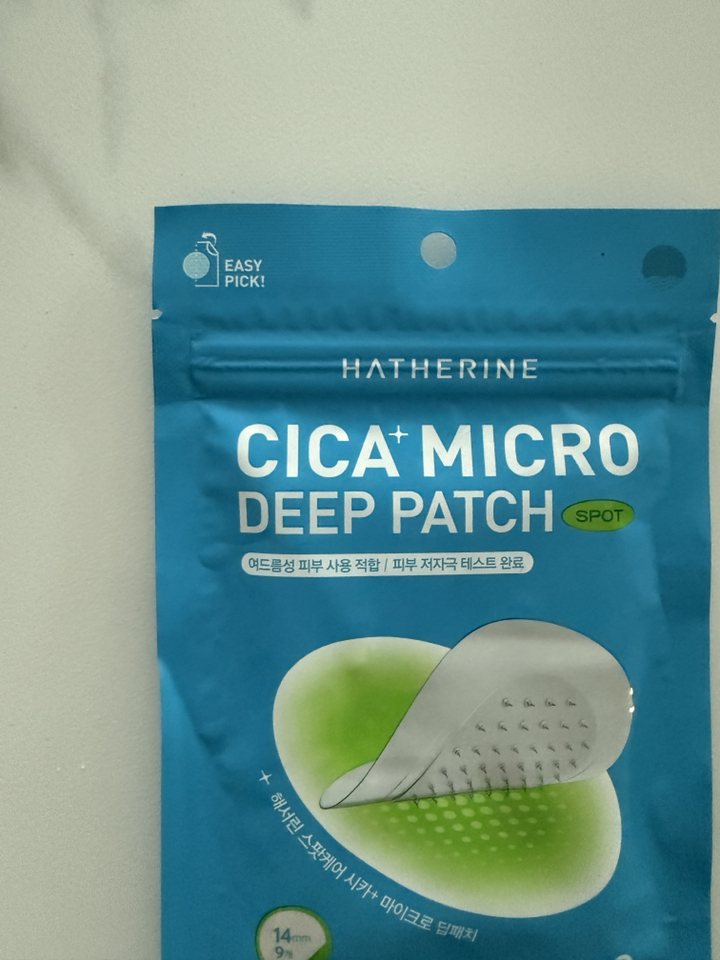 EASY
PICK!
HATHERINE
CICA+ MICRO
DEEP PATCH SPOT
여드름성 피부 사용 적합 / 피부 저자극 테스트 완료
+ 해서린 스팟케어 시카+ 마이크로 딥패치
14mm
9개